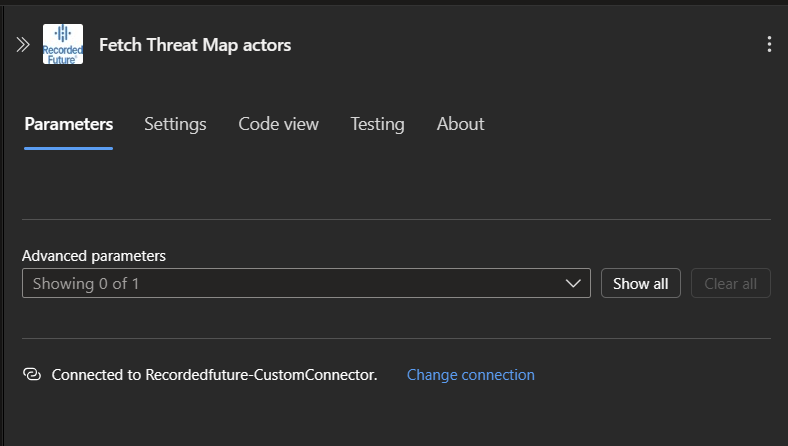 Recorded
Future
Fetch Threat Map actors
Parameters Settings Code view Testing About
Advanced parameters
Showing 0 of 1 Show all Clear all
Connected to Recordedfuture-CustomConnector. Change connection